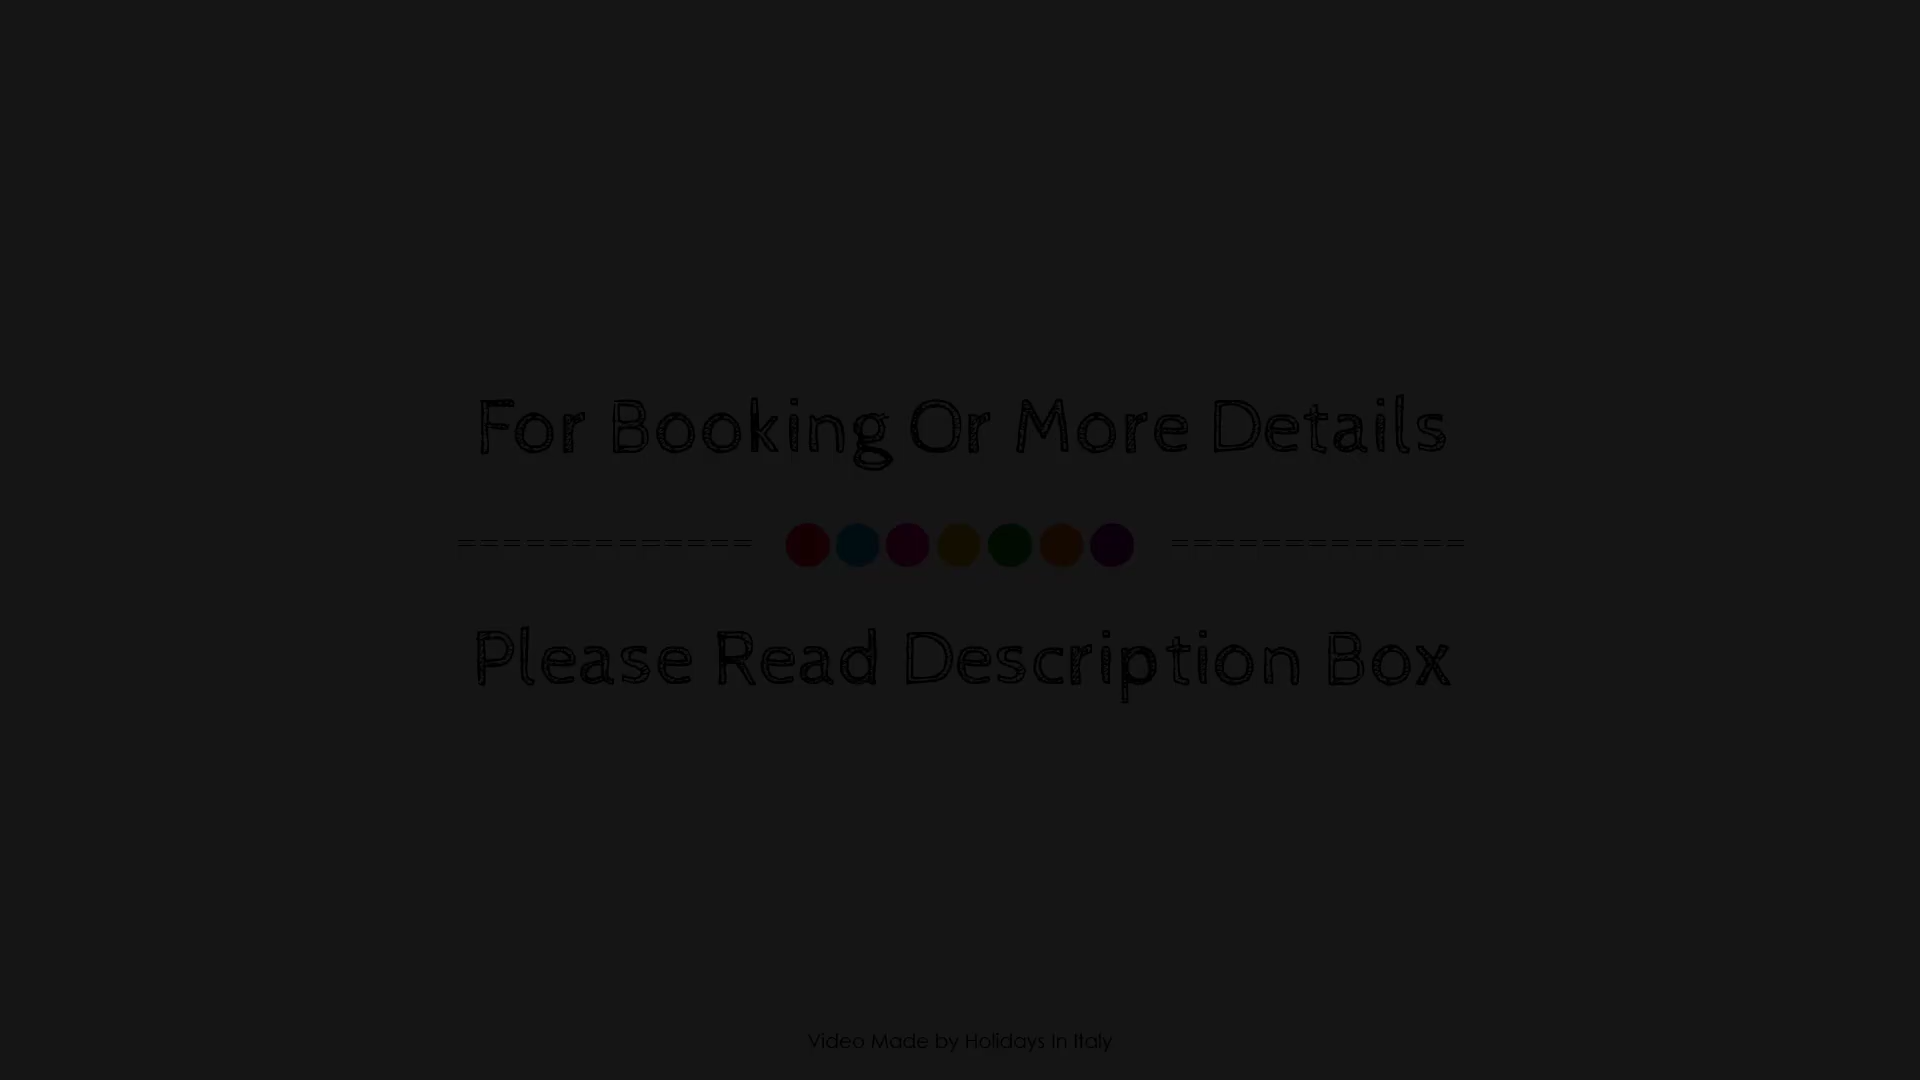 For Booking Or More Details
============= =============
Please Read Description Box
Video Made by Holidays In Italy